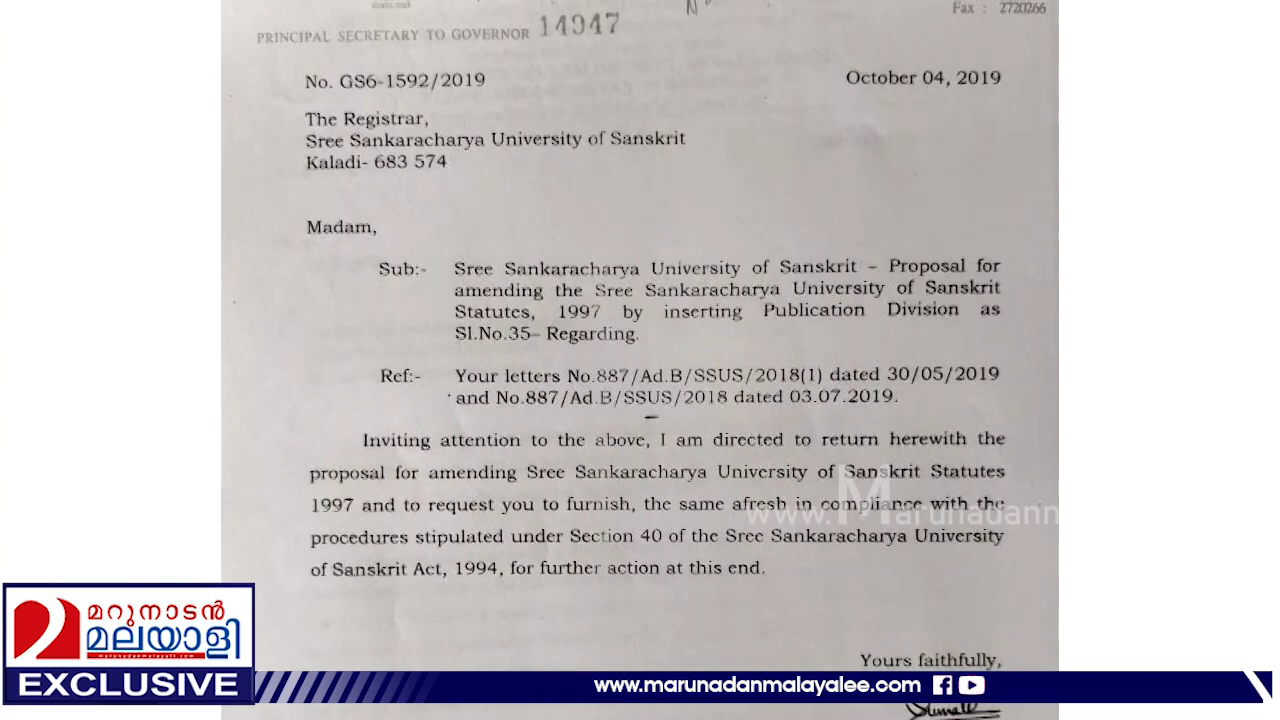 Fax : 2720266
PRINCIPAL SECRETARY TO GOVERNOR 14947
No. GS6-1592/2019
October 04, 2019
The Registrar,
Sree Sankaracharya University of Sanskrit
Kaladi- 683 574
Madam,
Sub:- Sree Sankaracharya University of Sanskrit – Proposal for
amending the Sree Sankaracharya University of Sanskrit
Statutes, 1997 by inserting Publication Division as
Sl.No.35– Regarding.
Ref:- Your letters No.887/Ad.B/SSUS/2018(1) dated 30/05/2019
and No.887/Ad.B/SSUS/2018 dated 03.07.2019.
Inviting attention to the above, I am directed to return herewith the
proposal for amending Sree Sankaracharya University of Sanskrit Statutes
1997 and to request you to furnish, the same afresh in compliance with the
procedures stipulated under Section 40 of the Sree Sankaracharya University
of Sanskrit Act, 1994, for further action at this end.
www.Marunadann
Yours faithfully,
മറുനാടൻ
മലയാളി
www.marunadanmalayalee.com
EXCLUSIVE
www.marunadanmalayalee.com